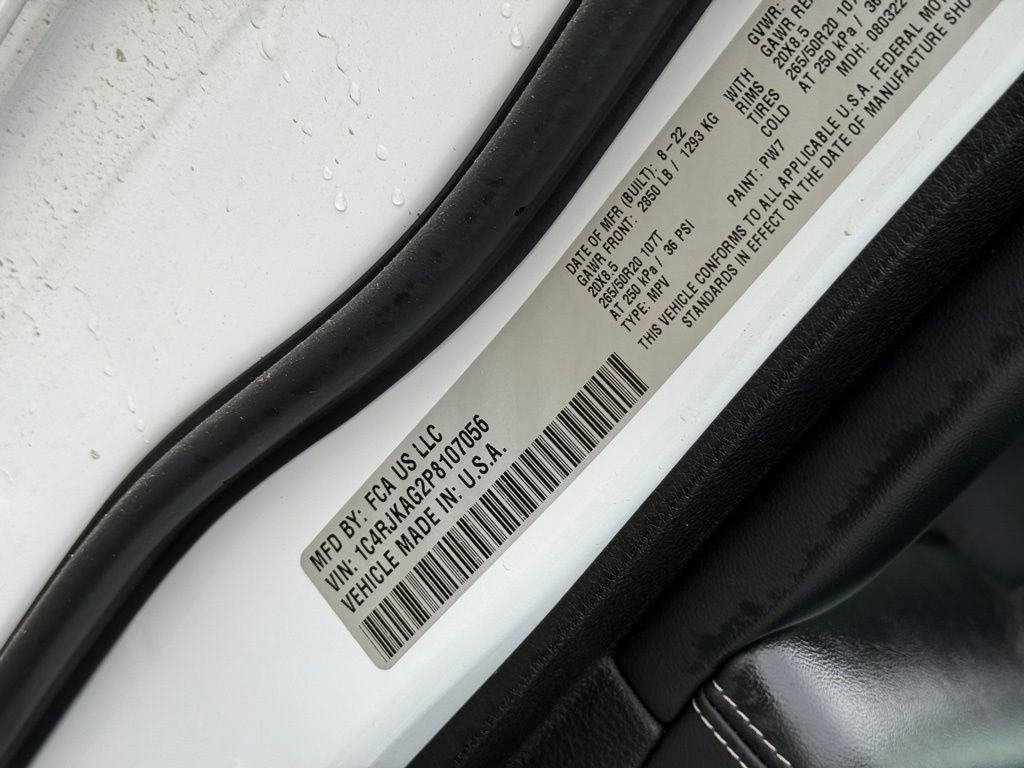 MFD BY: FCA US LLC
VIN: 1C4RJKAG2P8107056
VEHICLE MADE IN: U.S.A.
DATE OF MFR (BUILT): 8-22
GAWR FRONT: 2850 LB / 1293 KG WITH
20X8.5 RIMS
265/50R20 107T TIRES
AT 250 kPa / 36 PSI COLD
TYPE: MPV PAINT: PW7
GVWR:
GAWR
20X8.5
265/50R20
AT 250 kPa /
MDH:
THIS VEHICLE CONFORMS TO ALL APPLICABLE U.S.A. FEDERAL
STANDARDS IN EFFECT ON THE DATE OF MANUFACTURE